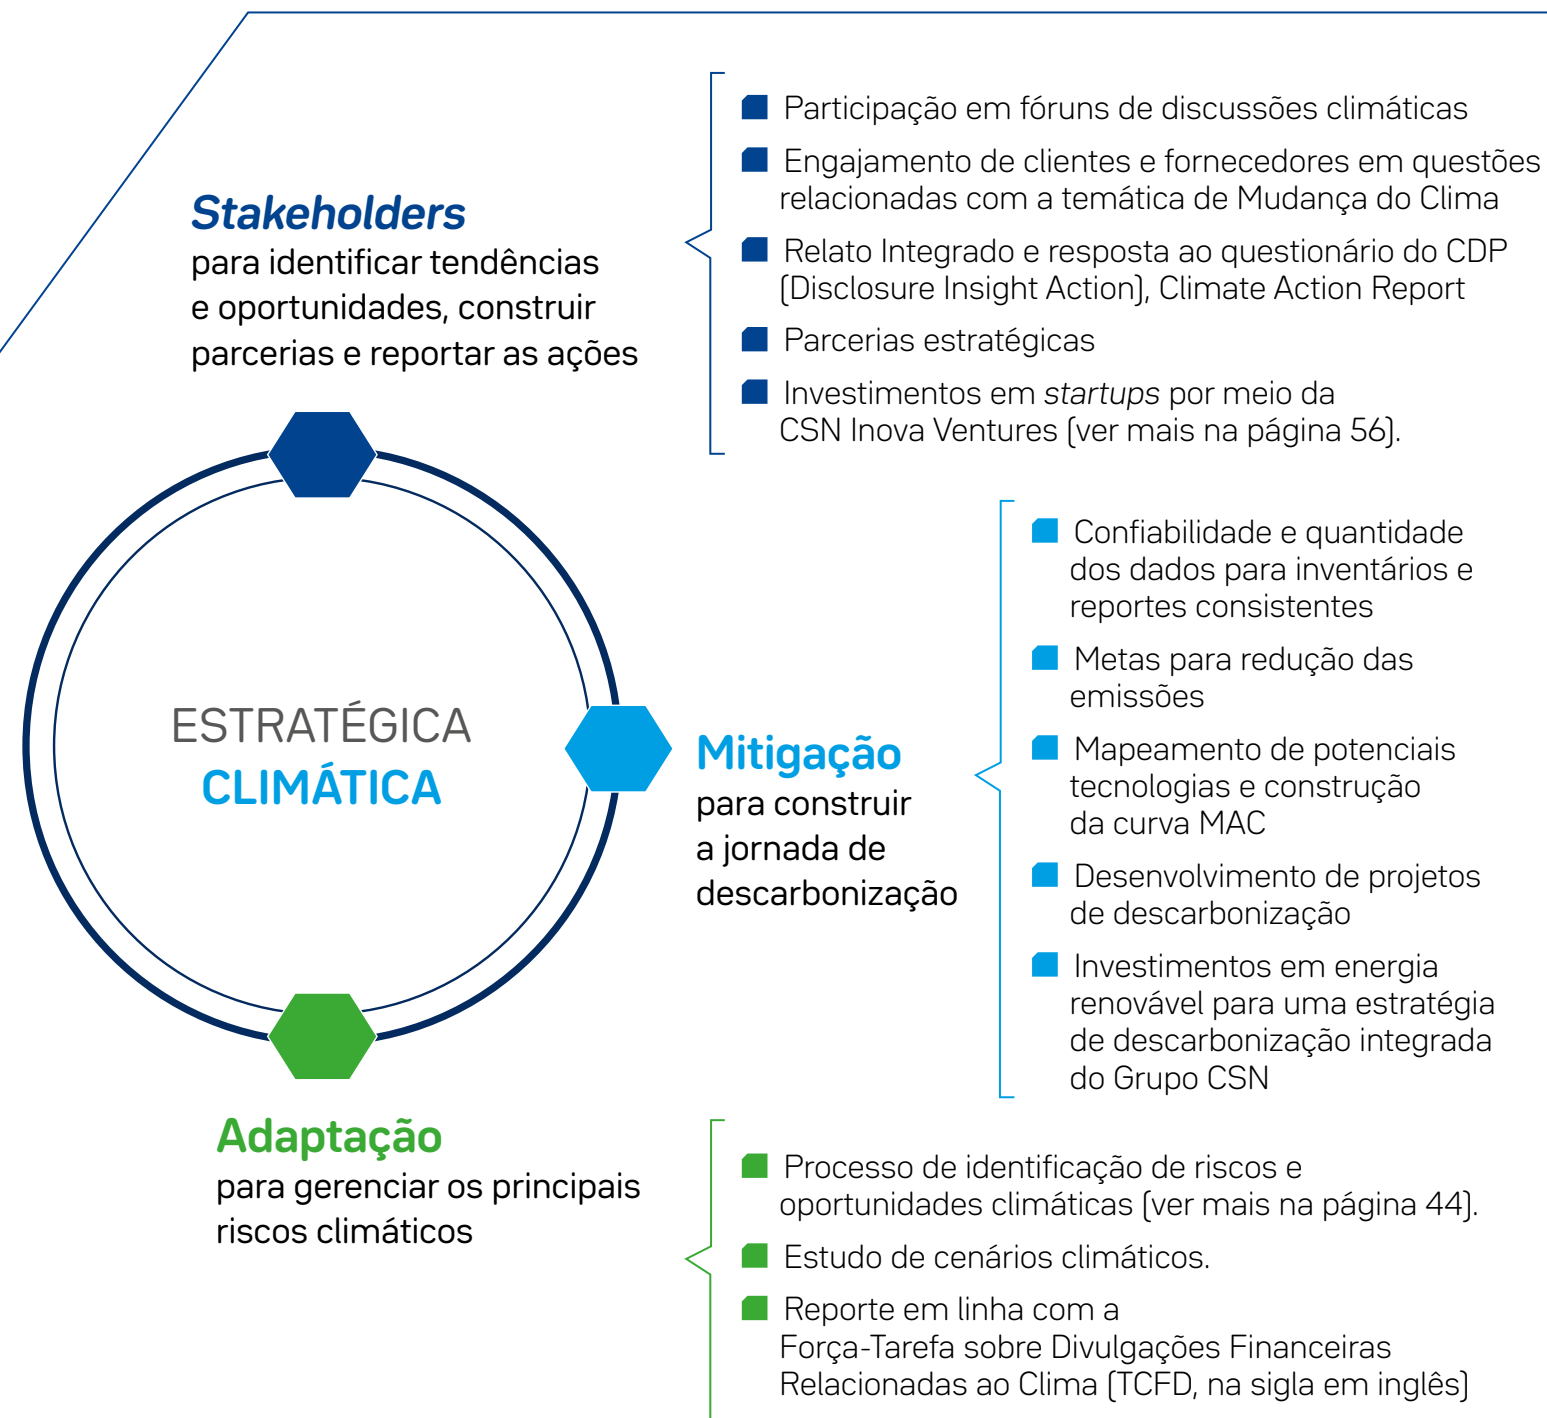 Stakeholders
para identificar tendências
e oportunidades, construir
parcerias e reportar as ações
Participação em fóruns de discussões climáticas
Engajamento de clientes e fornecedores em questões
relacionadas com a temática de Mudança do Clima
Relato Integrado e resposta ao questionário do CDP
(Disclosure Insight Action), Climate Action Report
Parcerias estratégicas
Investimentos em startups por meio da
CSN Inova Ventures (ver mais na página 56).
ESTRATÉGICA
CLIMÁTICA
Mitigação
para construir
a jornada de
descarbonização
Confiabilidade e quantidade
dos dados para inventários e
reportes consistentes
Metas para redução das
emissões
Mapeamento de potenciais
tecnologias e construção
da curva MAC
Desenvolvimento de projetos
de descarbonização
Investimentos em energia
renovável para uma estratégia
de descarbonização integrada
do Grupo CSN
Adaptação
para gerenciar os principais
riscos climáticos
Processo de identificação de riscos e
oportunidades climáticas (ver mais na página 44).
Estudo de cenários climáticos.
Reporte em linha com a
Força-Tarefa sobre Divulgações Financeiras
Relacionadas ao Clima (TCFD, na sigla em inglês)